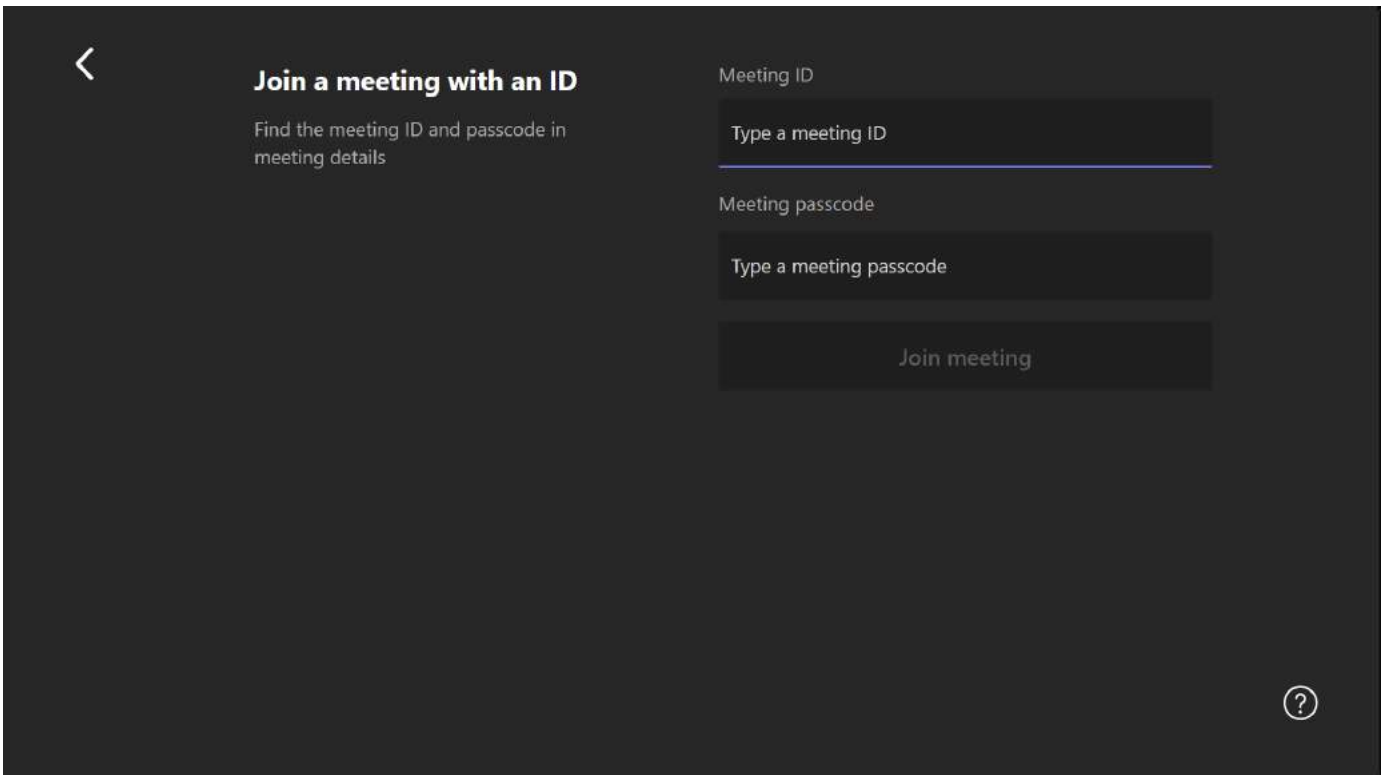 Join a meeting with an ID
Find the meeting ID and passcode in
meeting details
Meeting ID
Type a meeting ID
Meeting passcode
Type a meeting passcode
Join meeting
?